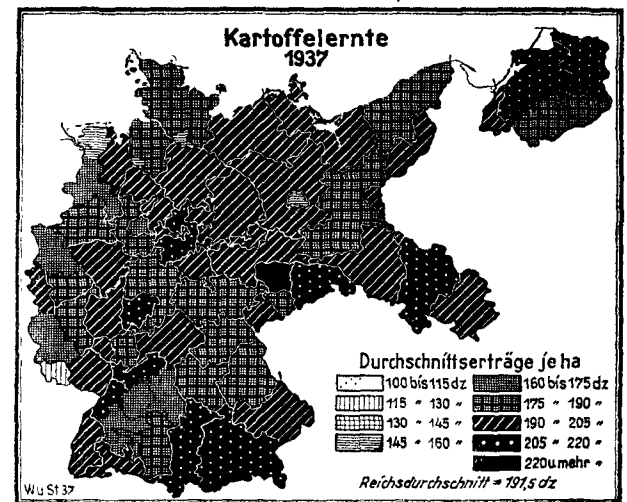 Kartoffelernte
1937
Durchschnittserträge je ha
100 bis 115 dz
115 " 130 "
130 " 145 "
145 " 160 "
160 bis 175 dz
175 " 190 "
190 " 205 "
205 " 220 "
220 u. mehr "
Reichsdurchschnitt = 191,5 dz
W u St 37